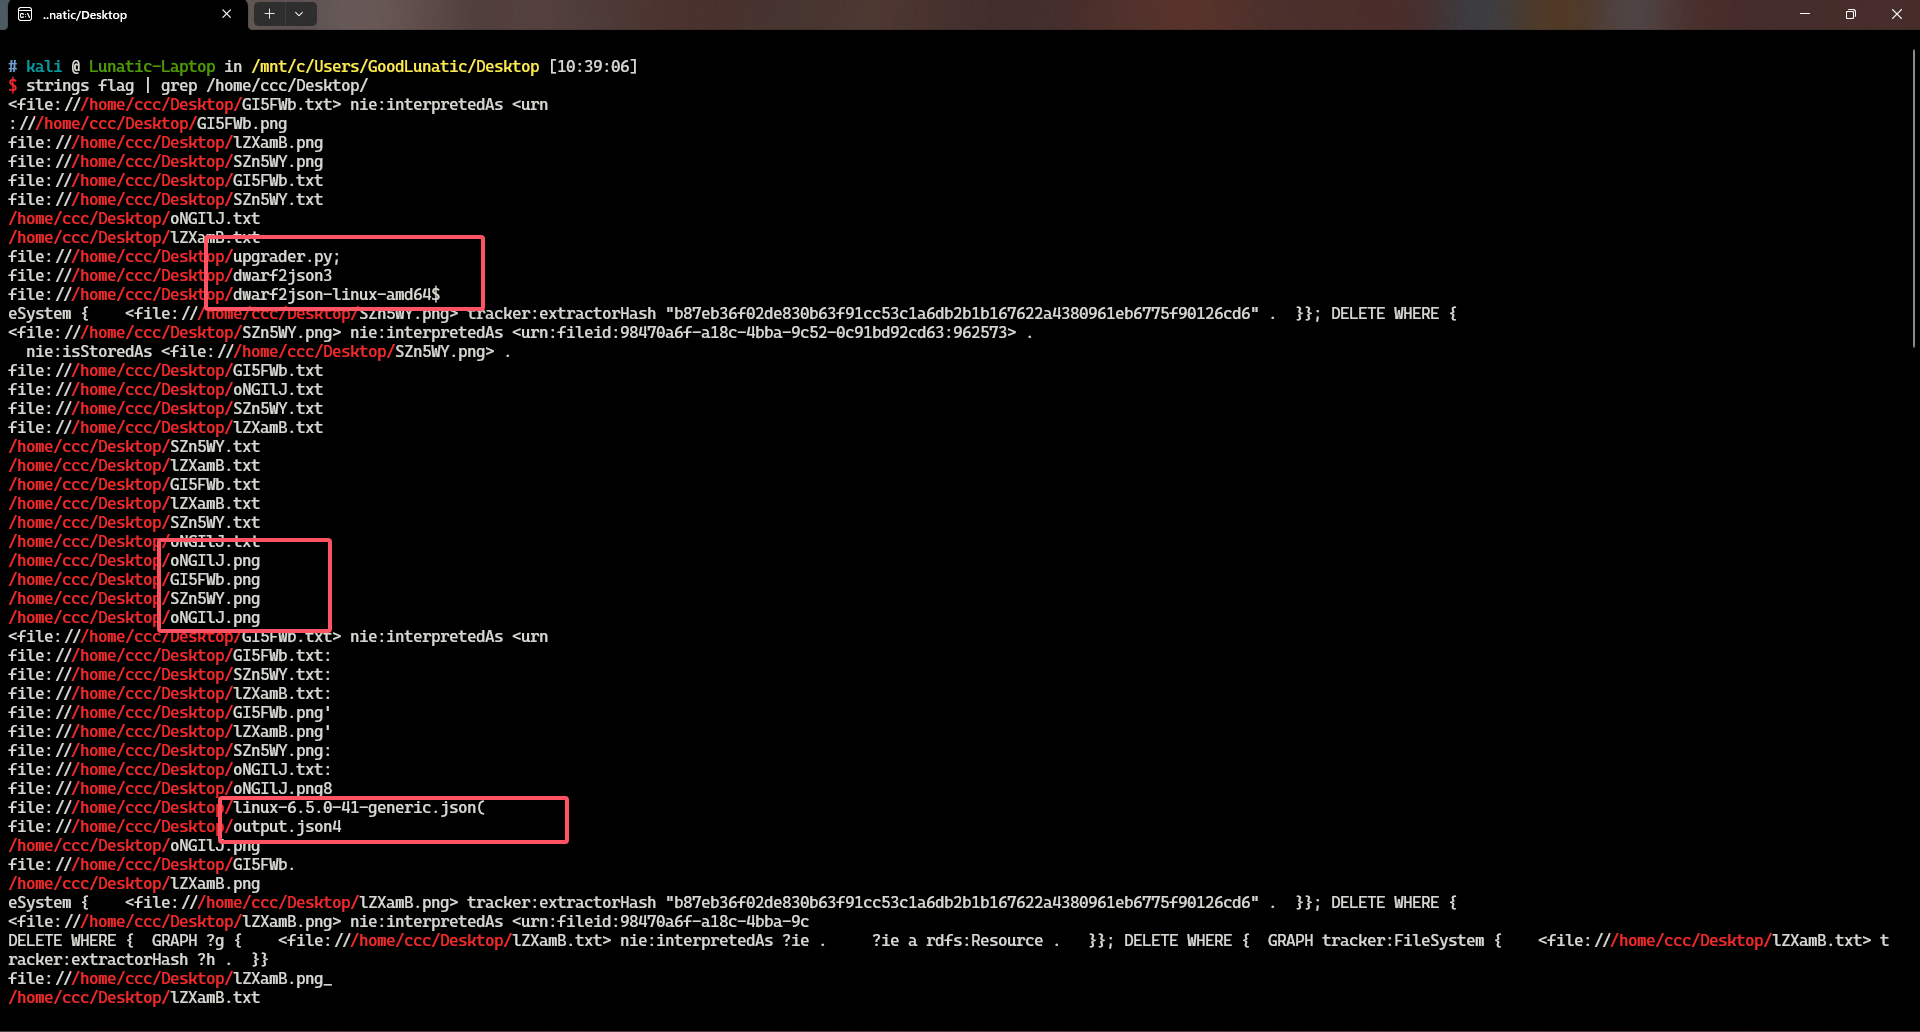 ..natic/Desktop
# kali @ Lunatic-Laptop in /mnt/c/Users/GoodLunatic/Desktop [10:39:06]
$ strings flag | grep /home/ccc/Desktop/
<file:///home/ccc/Desktop/GI5FWb.txt> nie:interpretedAs <urn
:///home/ccc/Desktop/GI5FWb.png
file:///home/ccc/Desktop/lZXamB.png
file:///home/ccc/Desktop/SZn5WY.png
file:///home/ccc/Desktop/GI5FWb.txt
file:///home/ccc/Desktop/SZn5WY.txt
/home/ccc/Desktop/oNGIlJ.txt
/home/ccc/Desktop/lZXamB.txt
file:///home/ccc/Desktop/upgrader.py;
file:///home/ccc/Desktop/dwarf2json3
file:///home/ccc/Desktop/dwarf2json-linux-amd64$
eSystem {    <file:///home/ccc/Desktop/SZn5WY.png> tracker:extractorHash "b87eb36f02de830b63f91cc53c1a6db2b1b167622a4380961eb6775f90126cd6" .  }}; DELETE WHERE {
<file:///home/ccc/Desktop/SZn5WY.png> nie:interpretedAs <urn:fileid:98470a6f-a18c-4bba-9c52-0c91bd92cd63:962573> .
  nie:isStoredAs <file:///home/ccc/Desktop/SZn5WY.png> .
file:///home/ccc/Desktop/GI5FWb.txt
file:///home/ccc/Desktop/oNGIlJ.txt
file:///home/ccc/Desktop/SZn5WY.txt
file:///home/ccc/Desktop/lZXamB.txt
/home/ccc/Desktop/SZn5WY.txt
/home/ccc/Desktop/lZXamB.txt
/home/ccc/Desktop/GI5FWb.txt
/home/ccc/Desktop/lZXamB.txt
/home/ccc/Desktop/SZn5WY.txt
/home/ccc/Desktop/oNGIlJ.txt
/home/ccc/Desktop/oNGIlJ.png
/home/ccc/Desktop/GI5FWb.png
/home/ccc/Desktop/SZn5WY.png
/home/ccc/Desktop/oNGIlJ.png
<file:///home/ccc/Desktop/GI5FWb.txt> nie:interpretedAs <urn
file:///home/ccc/Desktop/GI5FWb.txt:
file:///home/ccc/Desktop/SZn5WY.txt:
file:///home/ccc/Desktop/lZXamB.txt:
file:///home/ccc/Desktop/GI5FWb.png'
file:///home/ccc/Desktop/lZXamB.png'
file:///home/ccc/Desktop/SZn5WY.png:
file:///home/ccc/Desktop/oNGIlJ.txt:
file:///home/ccc/Desktop/oNGIlJ.png8
file:///home/ccc/Desktop/linux-6.5.0-41-generic.json(
file:///home/ccc/Desktop/output.json4
/home/ccc/Desktop/oNGIlJ.png
file:///home/ccc/Desktop/GI5FWb.
/home/ccc/Desktop/lZXamB.png
eSystem {    <file:///home/ccc/Desktop/lZXamB.png> tracker:extractorHash "b87eb36f02de830b63f91cc53c1a6db2b1b167622a4380961eb6775f90126cd6" .  }}; DELETE WHERE {
<file:///home/ccc/Desktop/lZXamB.png> nie:interpretedAs <urn:fileid:98470a6f-a18c-4bba-9c
DELETE WHERE {  GRAPH ?g {    <file:///home/ccc/Desktop/lZXamB.txt> nie:interpretedAs ?ie .     ?ie a rdfs:Resource .   }}; DELETE WHERE {  GRAPH tracker:FileSystem {    <file:///home/ccc/Desktop/lZXamB.txt> t
racker:extractorHash ?h .  }}
file:///home/ccc/Desktop/lZXamB.png_
/home/ccc/Desktop/lZXamB.txt